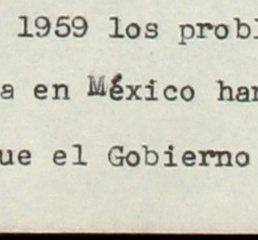 1959 los probl
a en México han
ue el Gobierno